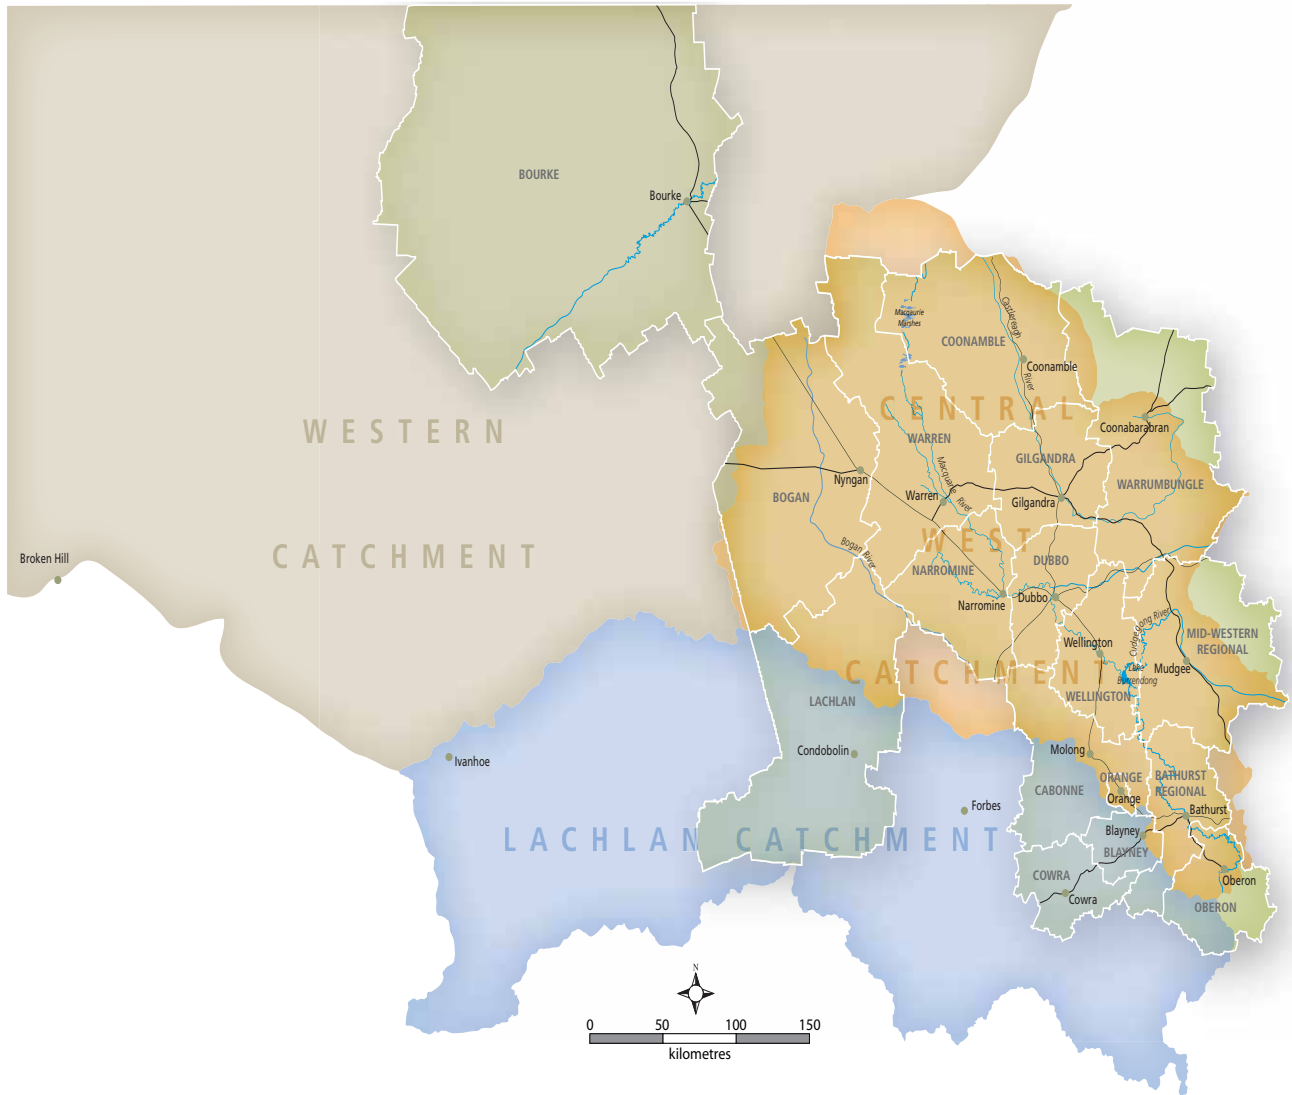 BOURKE
Bourke
Macquarie
Marshes
Castlereagh
River
COONAMBLE
Coonamble
WESTERN
CENTRAL
Coonabarabran
WARREN
GILGANDRA
Nyngan
WARRUMBUNGLE
BOGAN
Warren
Macquarie
River
Gilgandra
WEST
CATCHMENT
Broken Hill
Bogan River
NARROMINE
DUBBO
Narromine
Dubbo
Cudgegong River
Wellington
MID-WESTERN
REGIONAL
CATCHMENT
Lake
Burrendong
Mudgee
LACHLAN
WELLINGTON
Condobolin
Molong
Ivanhoe
ORANGE
BATHURST
REGIONAL
CABONNE
Orange
Forbes
Bathurst
LACHLAN CATCHMENT
Blayney
BLAYNEY
COWRA
Oberon
Cowra
OBERON
N
0 50 100 150
kilometres